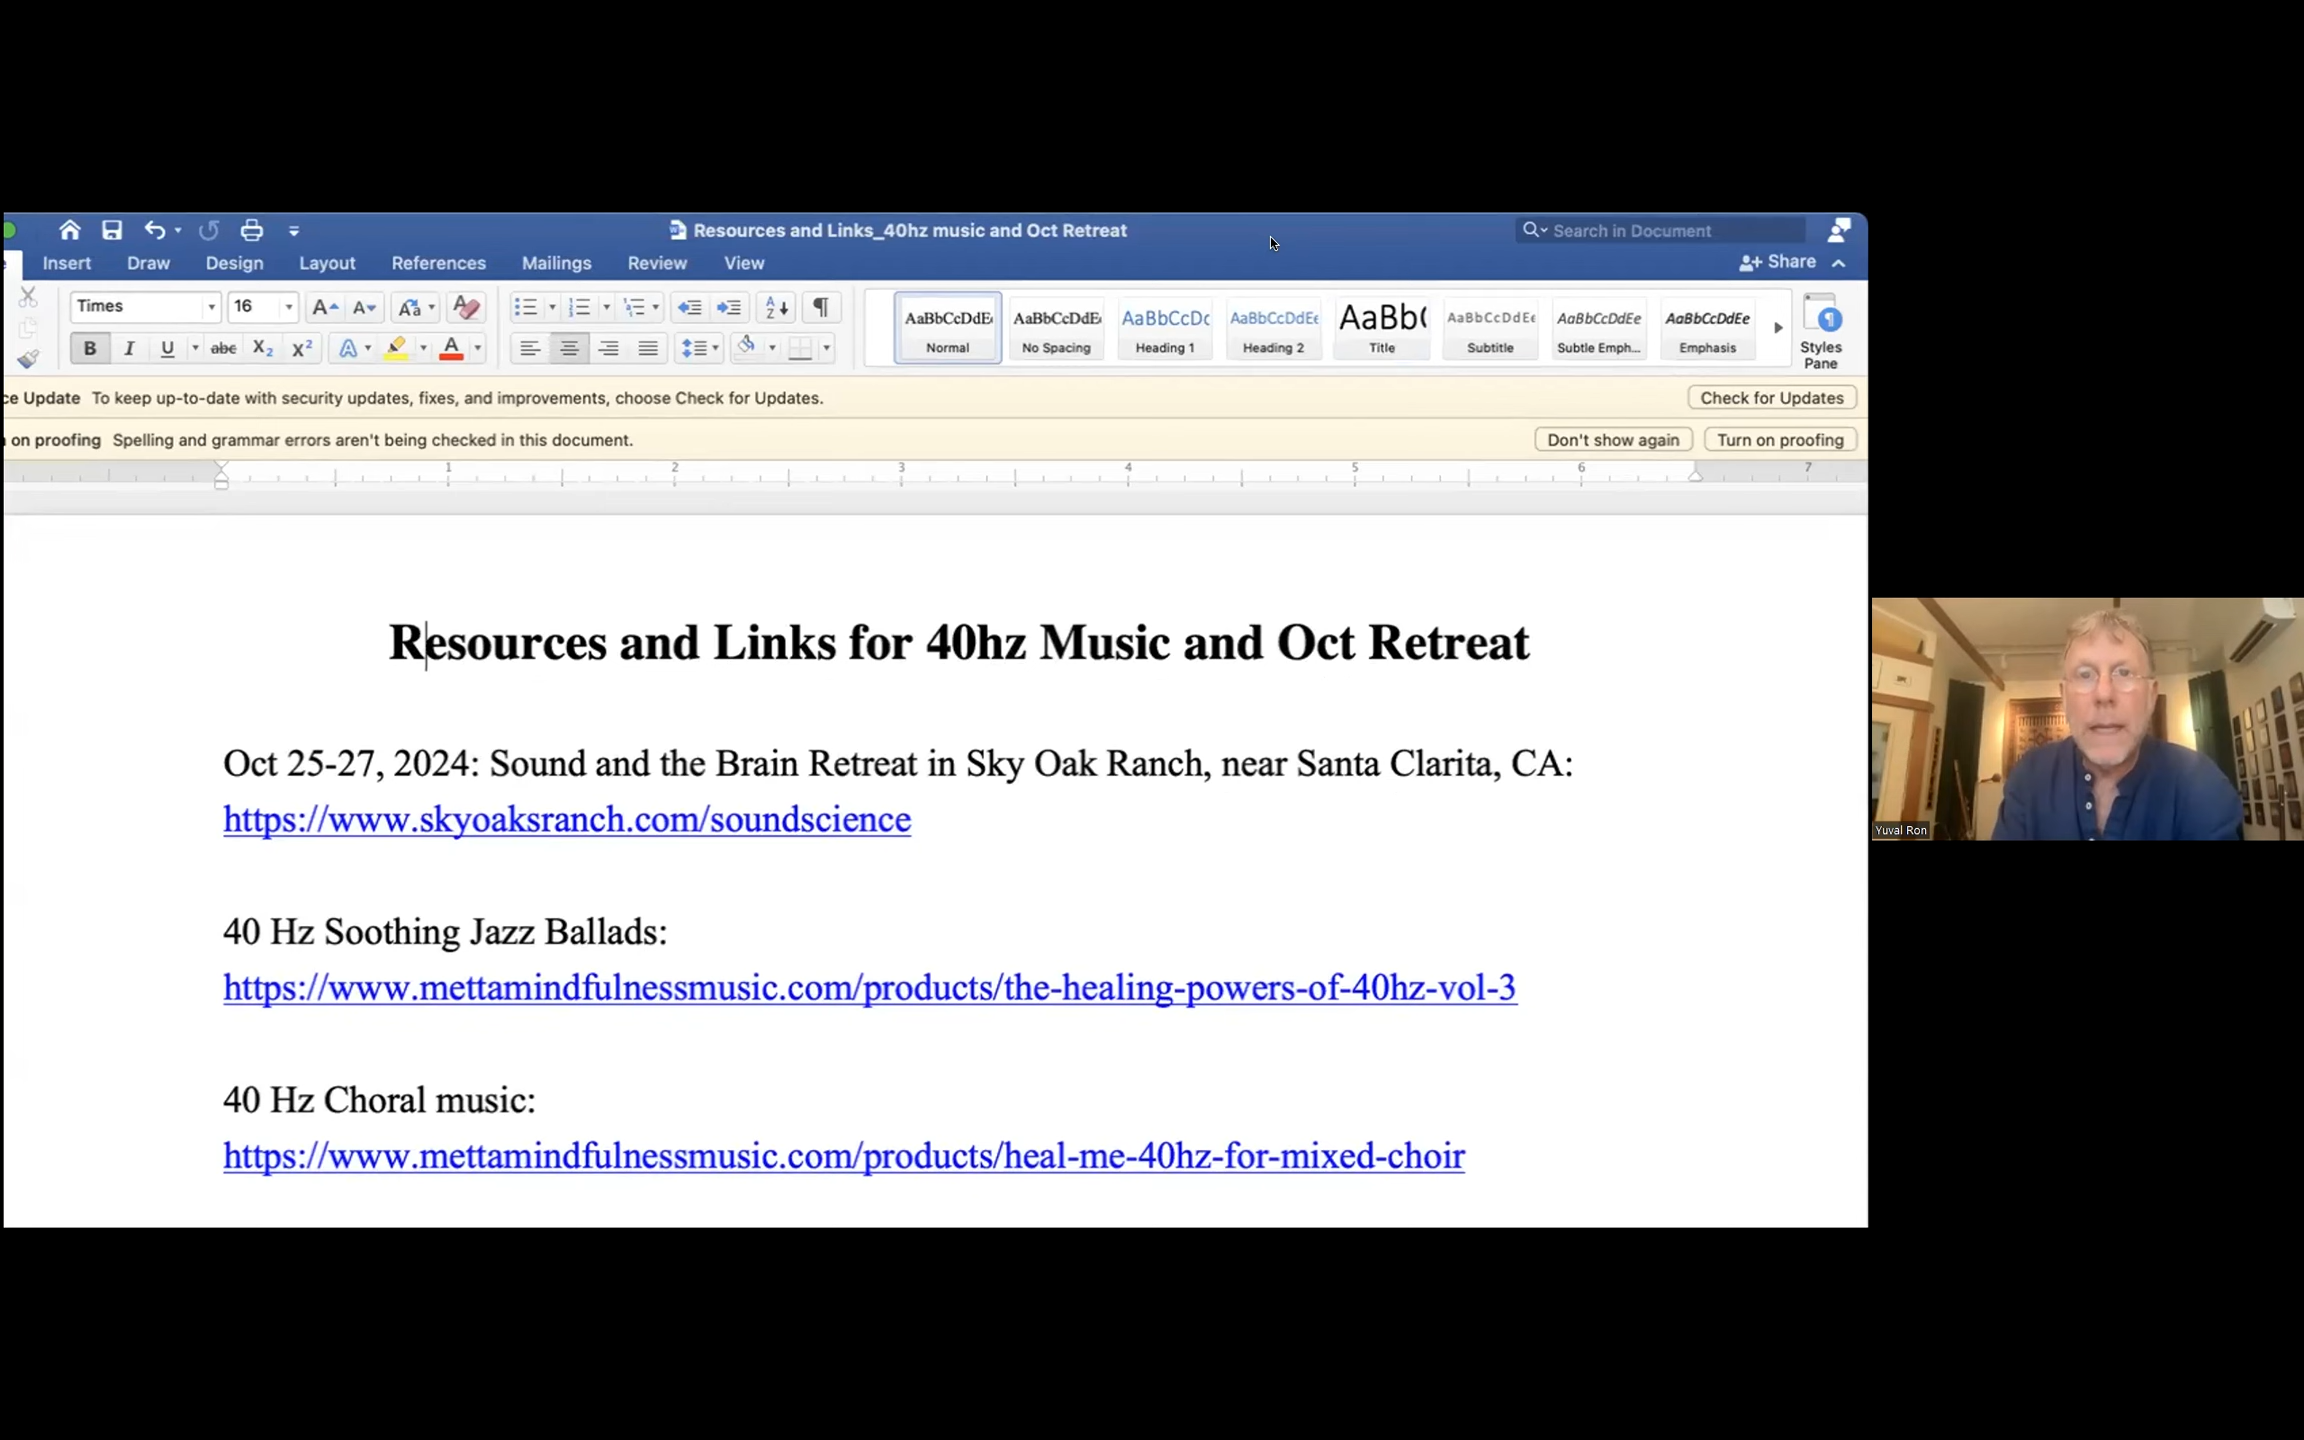 Resources and Links_40hz music and Oct Retreat
Search in Document
Insert Draw Design Layout References Mailings Review View
Share
Times 16
AaBbCcDdE AaBbCcDdE AaBbCcDc AaBbCcDdEe AaBb( AaBbCcDdEe AaBbCcDdEe AaBbCcDdEe
Normal No Spacing Heading 1 Heading 2 Title Subtitle Subtle Emph... Emphasis
Styles
Pane
ce Update To keep up-to-date with security updates, fixes, and improvements, choose Check for Updates. Check for Updates
on proofing Spelling and grammar errors aren't being checked in this document. Don't show again Turn on proofing
1 2 3 4 5 6 7
Resources and Links for 40hz Music and Oct Retreat
Oct 25-27, 2024: Sound and the Brain Retreat in Sky Oak Ranch, near Santa Clarita, CA:
https://www.skyoaksranch.com/soundscience
40 Hz Soothing Jazz Ballads:
https://www.mettamindfulnessmusic.com/products/the-healing-powers-of-40hz-vol-3
40 Hz Choral music:
https://www.mettamindfulnessmusic.com/products/heal-me-40hz-for-mixed-choir
Yuval Ron